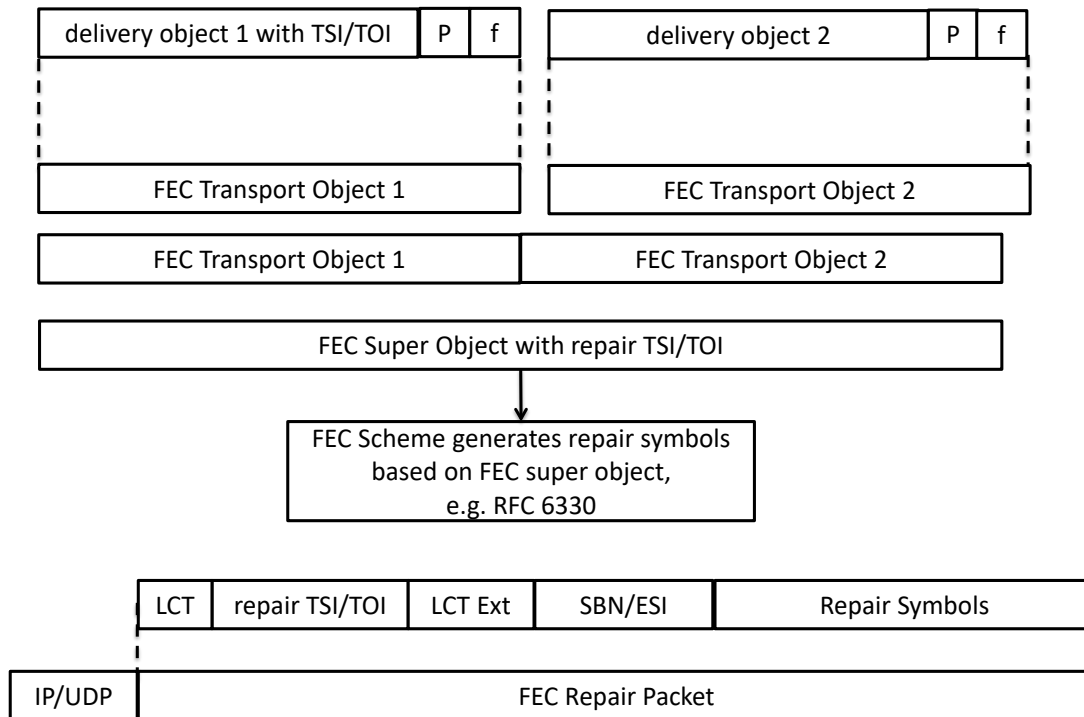 delivery object 1 with TSI/TOI P f delivery object 2 P f
FEC Transport Object 1 FEC Transport Object 2
FEC Transport Object 1 FEC Transport Object 2
FEC Super Object with repair TSI/TOI
FEC Scheme generates repair symbols
based on FEC super object,
e.g. RFC 6330
LCT repair TSI/TOI LCT Ext SBN/ESI Repair Symbols
IP/UDP FEC Repair Packet